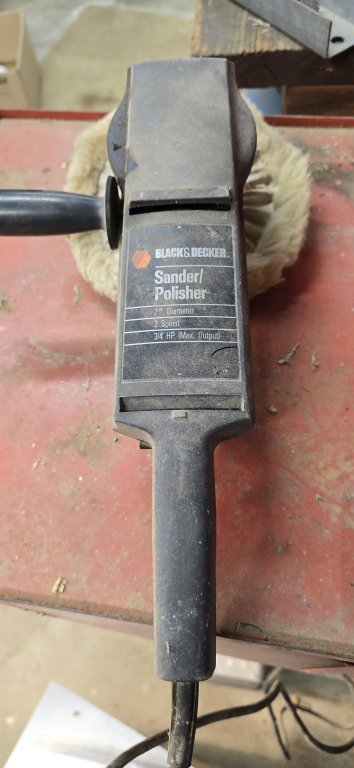 BLACK & DECKER
Sander/
Polisher
7" Diameter
2 Speed
3/4 HP (Max. Output)